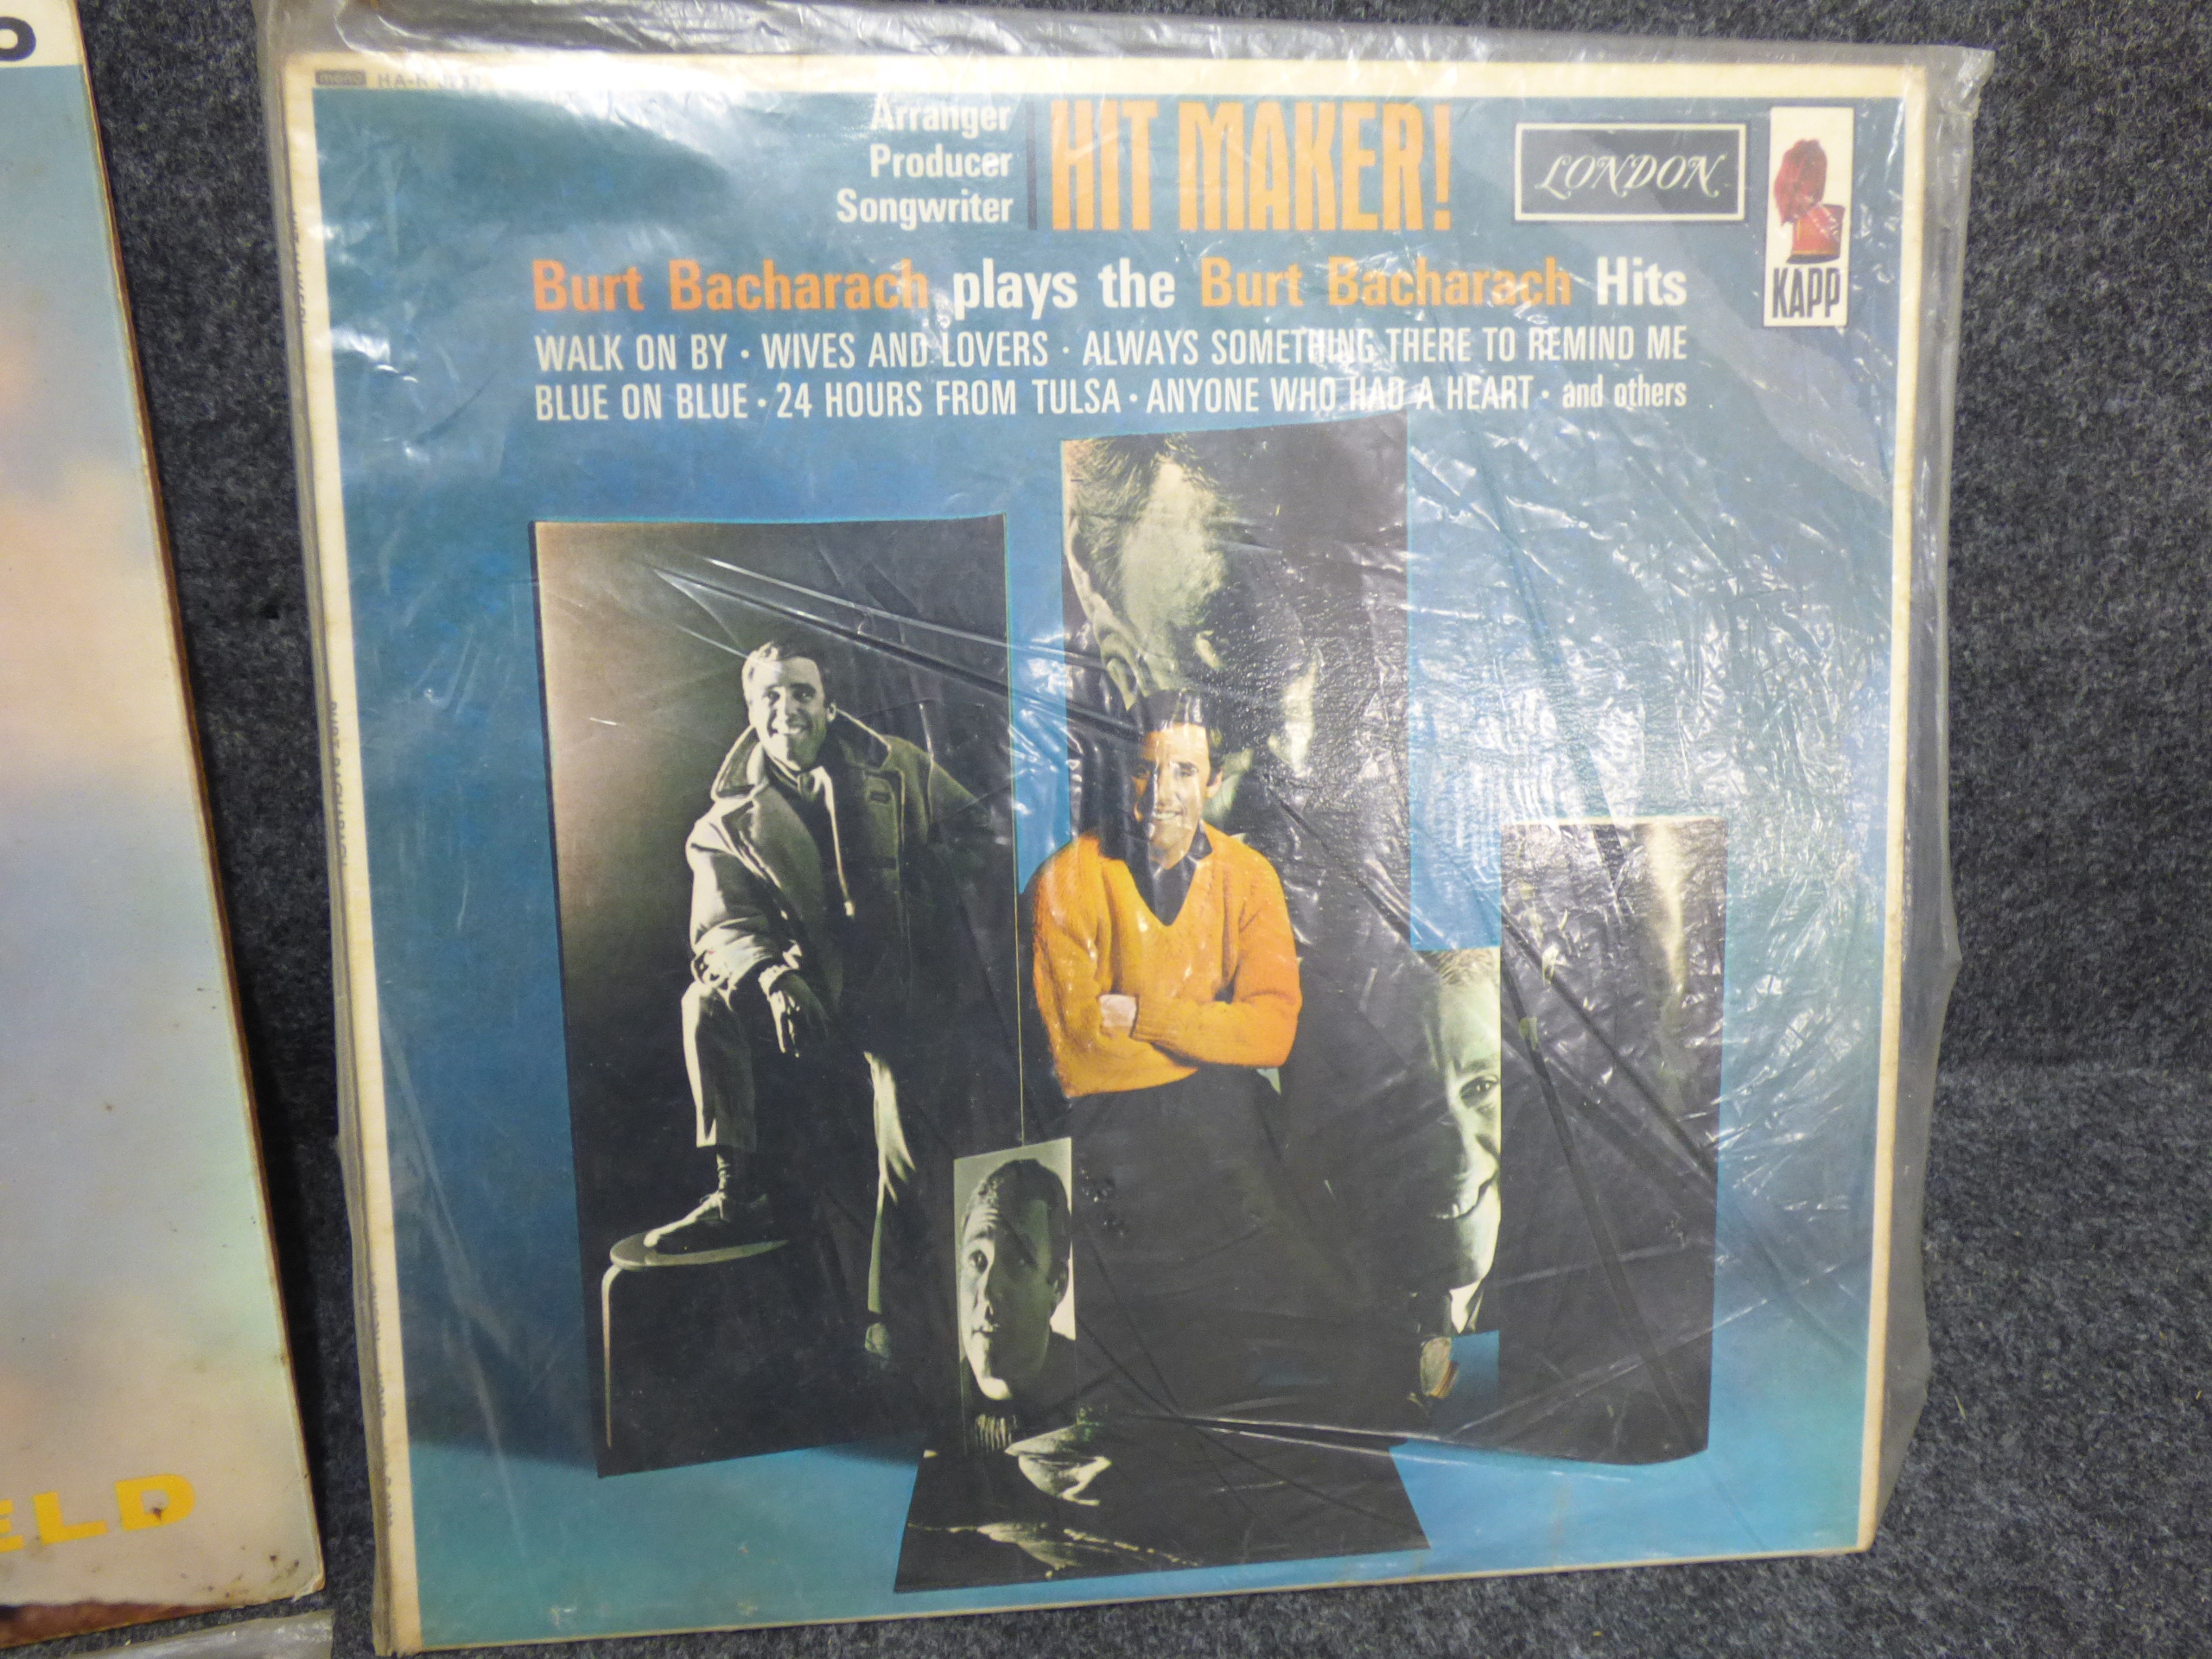 mono
Arranger
Producer
Songwriter
HIT MAKER!
LONDON
KAPP
Burt Bacharach plays the Burt Bacharach Hits
WALK ON BY • WIVES AND LOVERS • ALWAYS SOMETHING THERE TO REMIND ME
BLUE ON BLUE • 24 HOURS FROM TULSA • ANYONE WHO HAD A HEART • and others
ELD